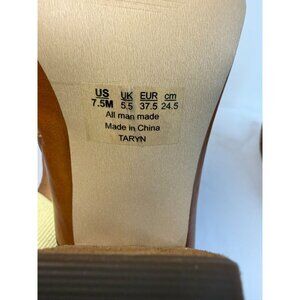 US UK EUR cm
7.5M 5.5 37.5 24.5
All man made
Made in China
TARYN